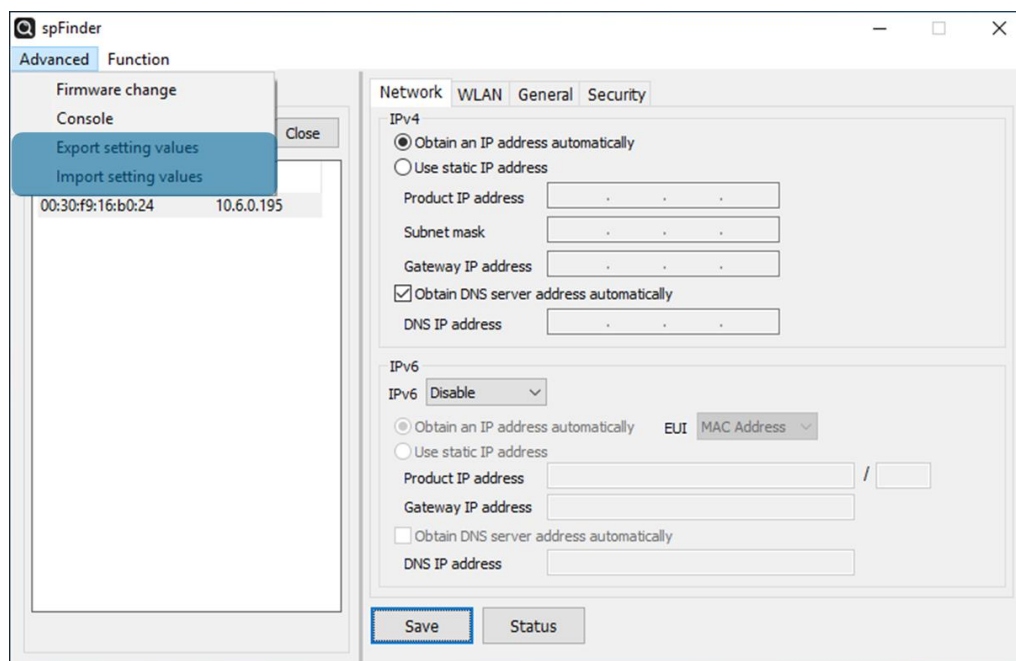 spFinder
Advanced Function
Firmware change
Console
Export setting values
Import setting values
Close
00:30:f9:16:b0:24 10.6.0.195
Network WLAN General Security
IPv4
Obtain an IP address automatically
Use static IP address
Product IP address . . .
Subnet mask . . .
Gateway IP address . . .
Obtain DNS server address automatically
DNS IP address . . .
IPv6
IPv6 Disable
Obtain an IP address automatically EUI MAC Address
Use static IP address
Product IP address /
Gateway IP address
Obtain DNS server address automatically
DNS IP address
Save Status